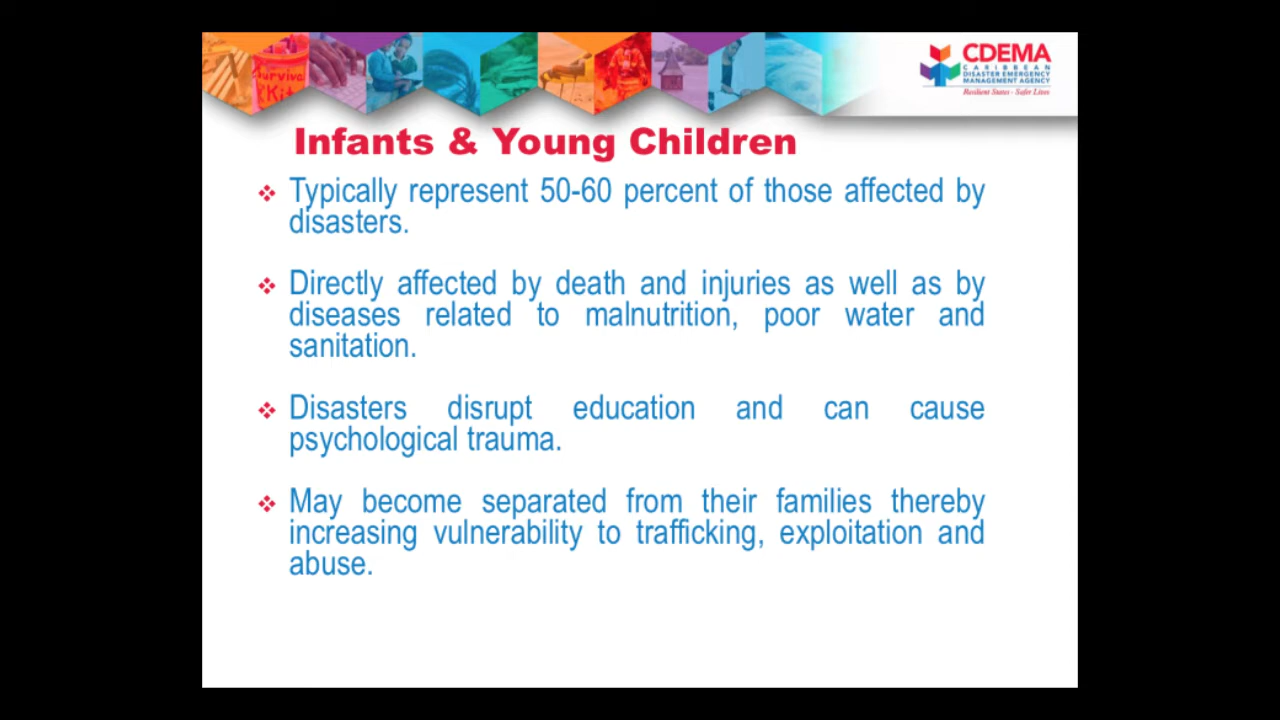 Survival
Kit
CDEMA
CARIBBEAN
DISASTER EMERGENCY
MANAGEMENT AGENCY
Resilient States - Safer Lives
Infants & Young Children
Typically represent 50-60 percent of those affected by
disasters.
Directly affected by death and injuries as well as by
diseases related to malnutrition, poor water and
sanitation.
Disasters disrupt education and can cause
psychological trauma.
May become separated from their families thereby
increasing vulnerability to trafficking, exploitation and
abuse.